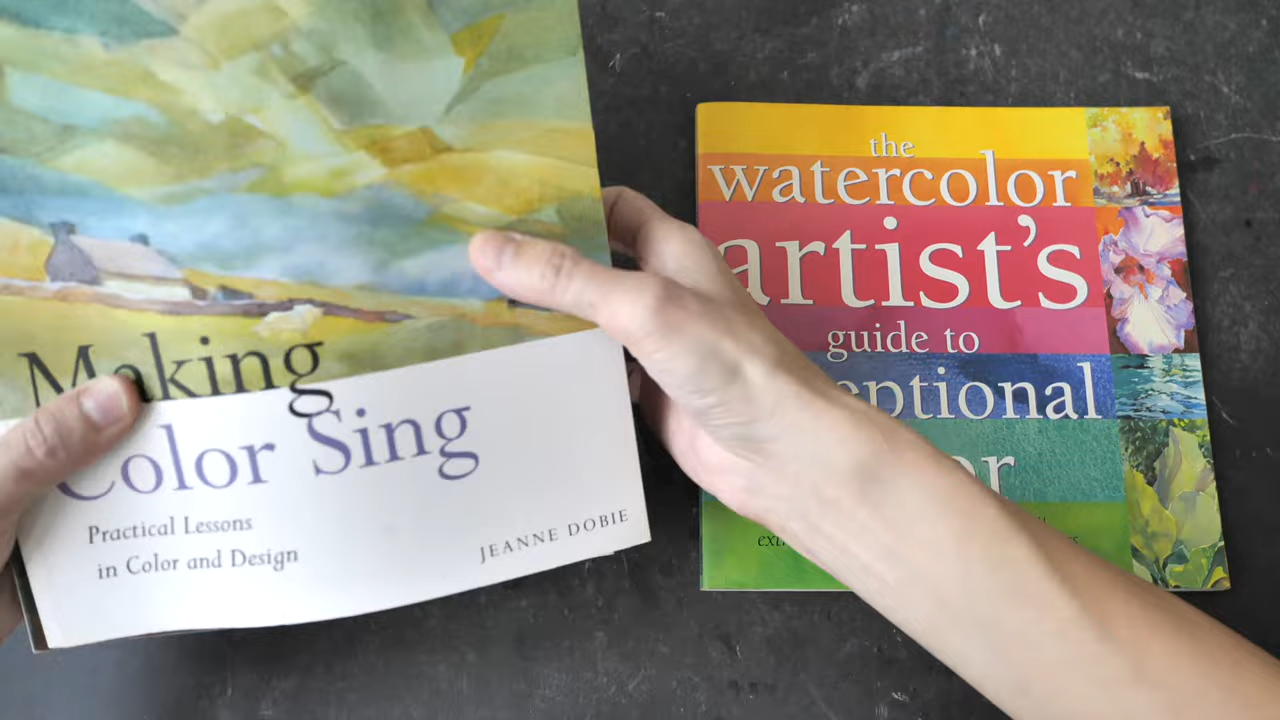 Making
Color Sing
Practical Lessons
in Color and Design
JEANNE DOBIE
the
watercolor
artist's
guide to
eptional
or